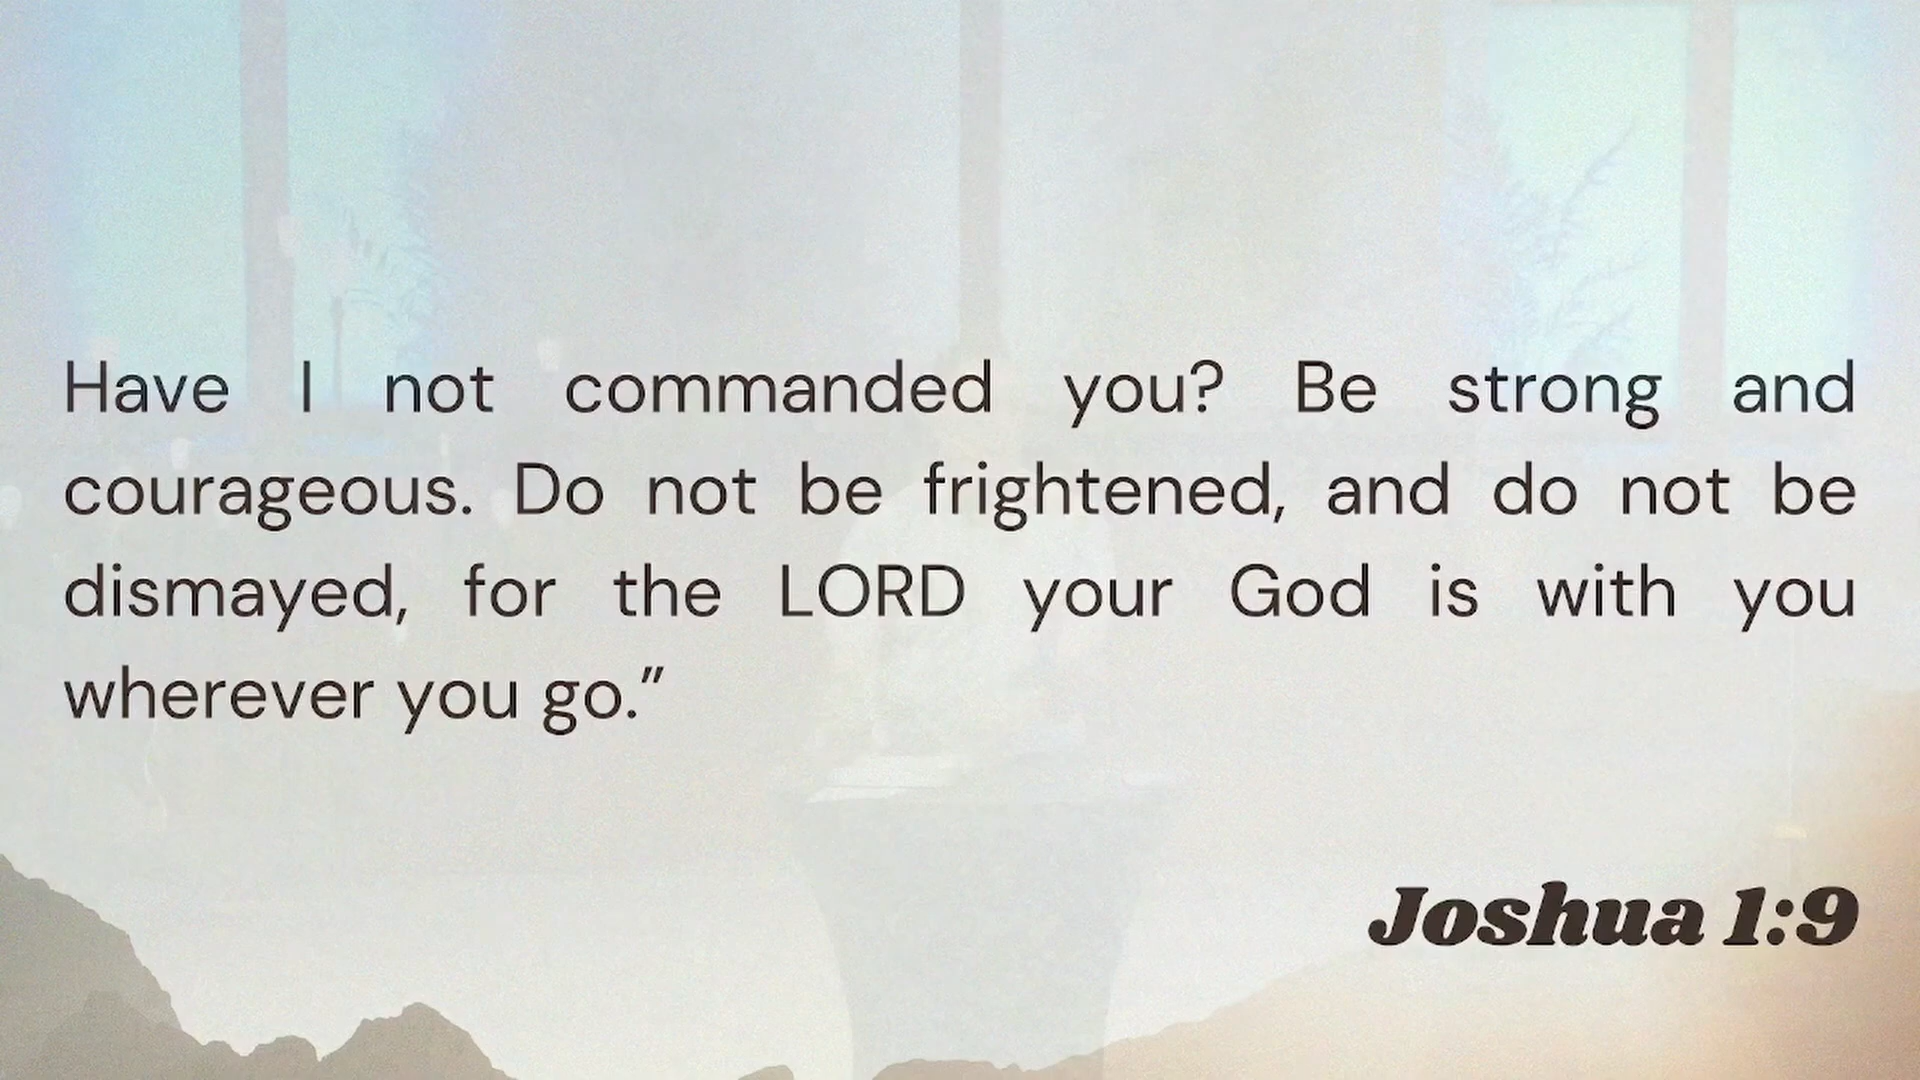 Have I not commanded you? Be strong and
courageous. Do not be frightened, and do not be
dismayed, for the LORD your God is with you
wherever you go.”
Joshua 1:9